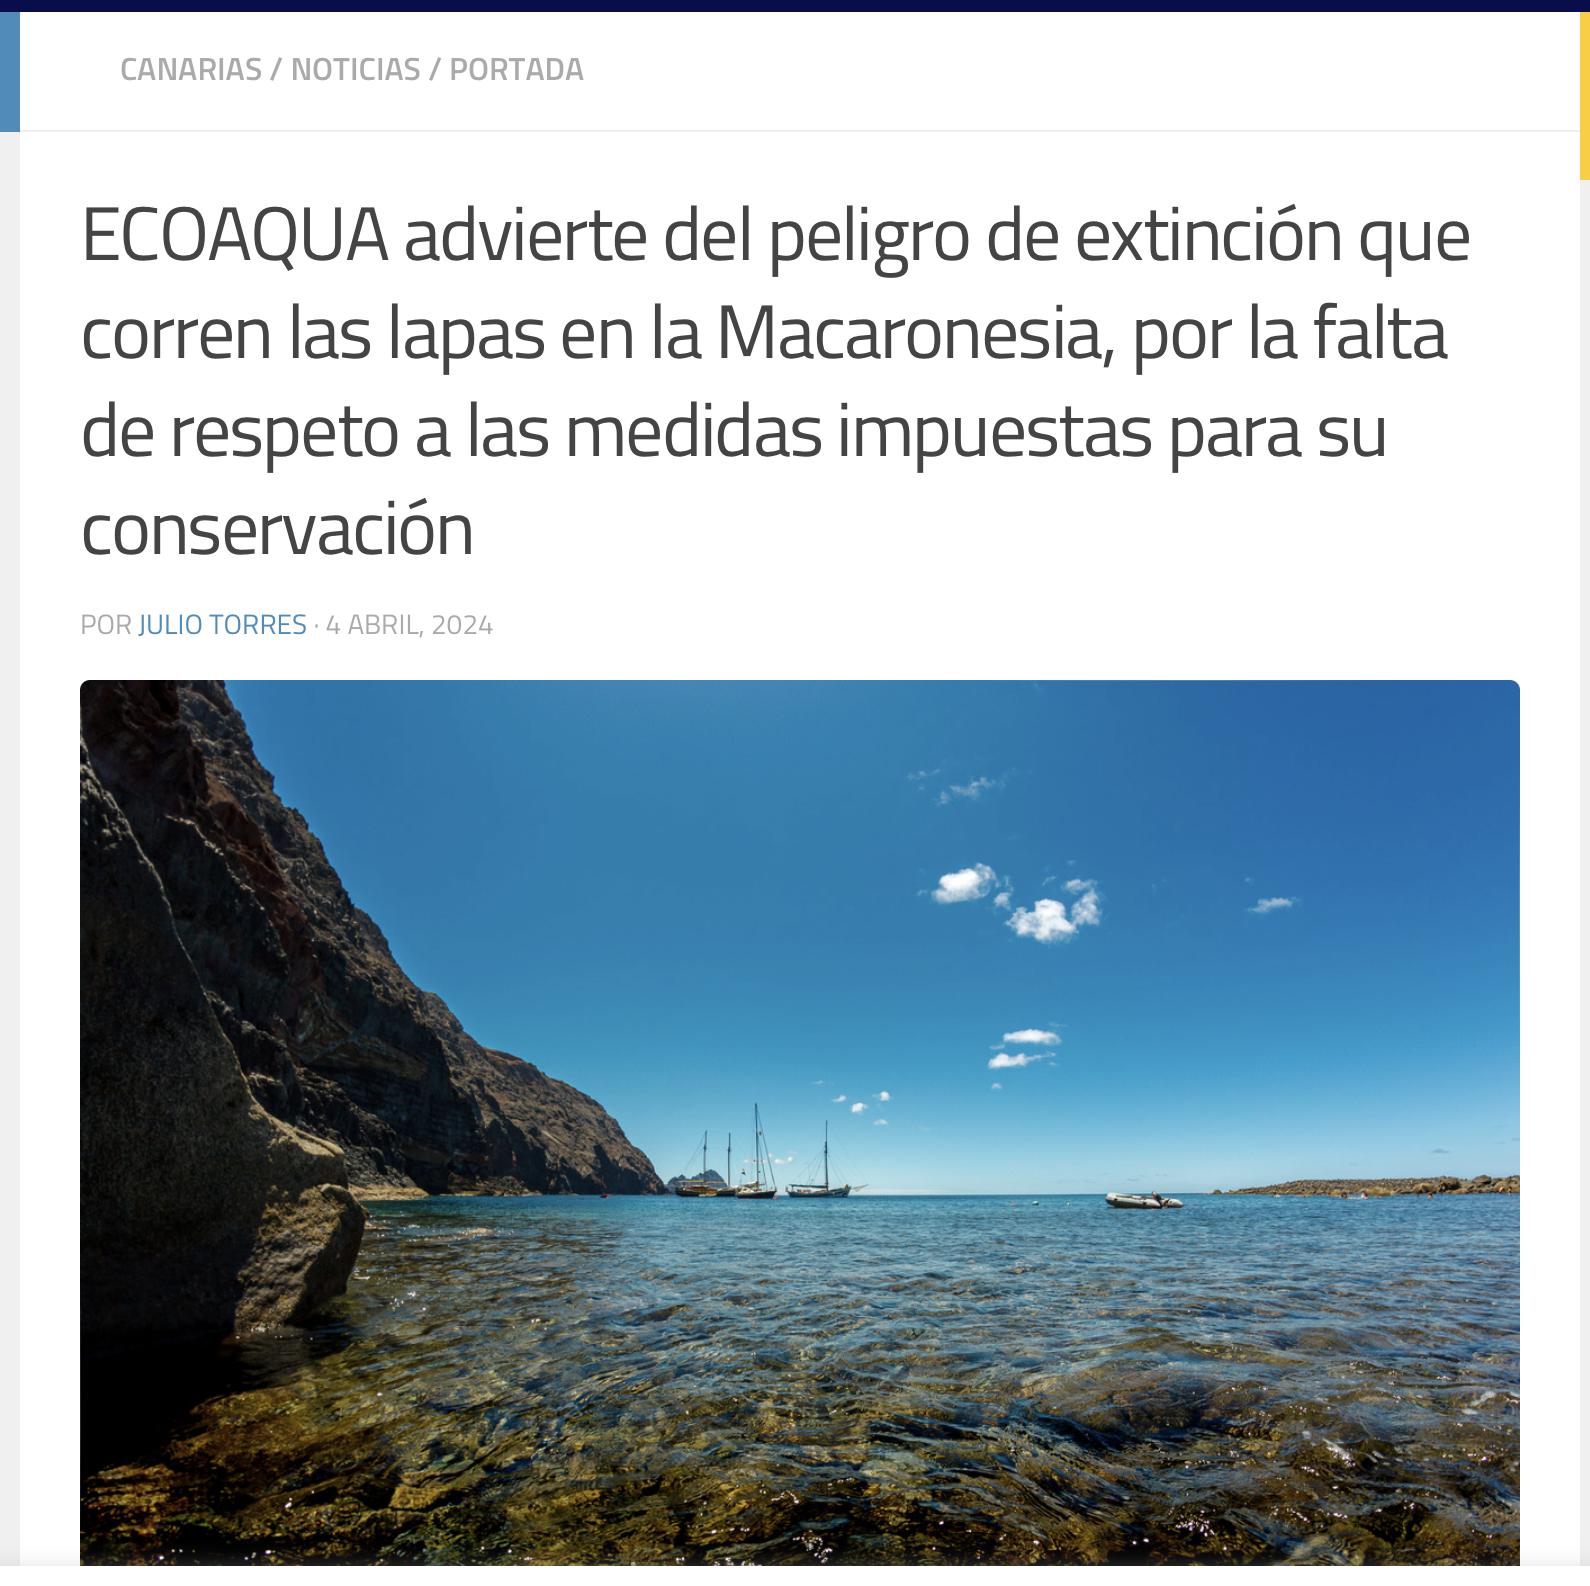 CANARIAS / NOTICIAS / PORTADA
ECOAQUA advierte del peligro de extinción que
corren las lapas en la Macaronesia, por la falta
de respeto a las medidas impuestas para su
conservación
POR JULIO TORRES · 4 ABRIL, 2024